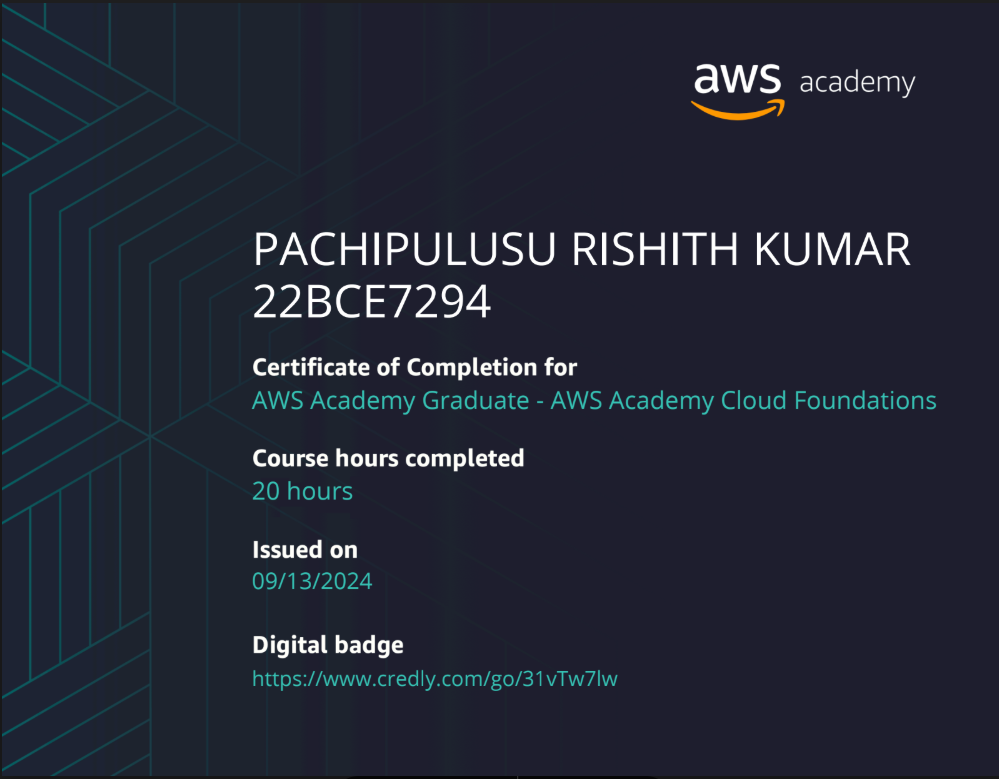 aws academy
PACHIPULUSU RISHITH KUMAR
22BCE7294
Certificate of Completion for
AWS Academy Graduate - AWS Academy Cloud Foundations
Course hours completed
20 hours
Issued on
09/13/2024
Digital badge
https://www.credly.com/go/31vTw7lw